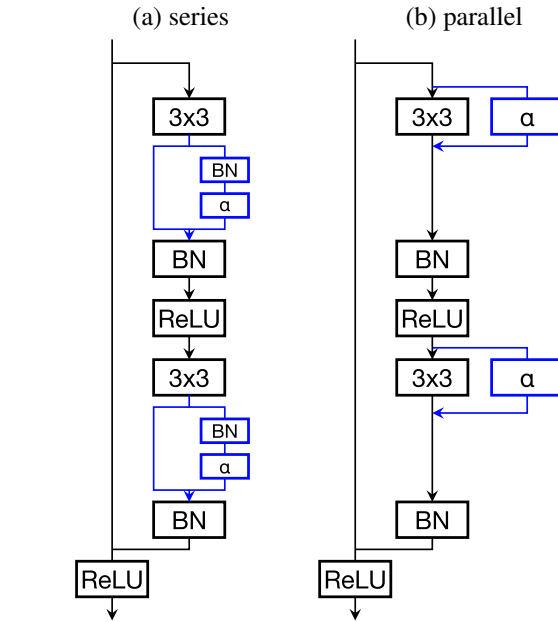 (a) series
3x3
BN
α
BN
ReLU
3x3
BN
α
BN
ReLU
(b) parallel
3x3
α
BN
ReLU
3x3
α
BN
ReLU